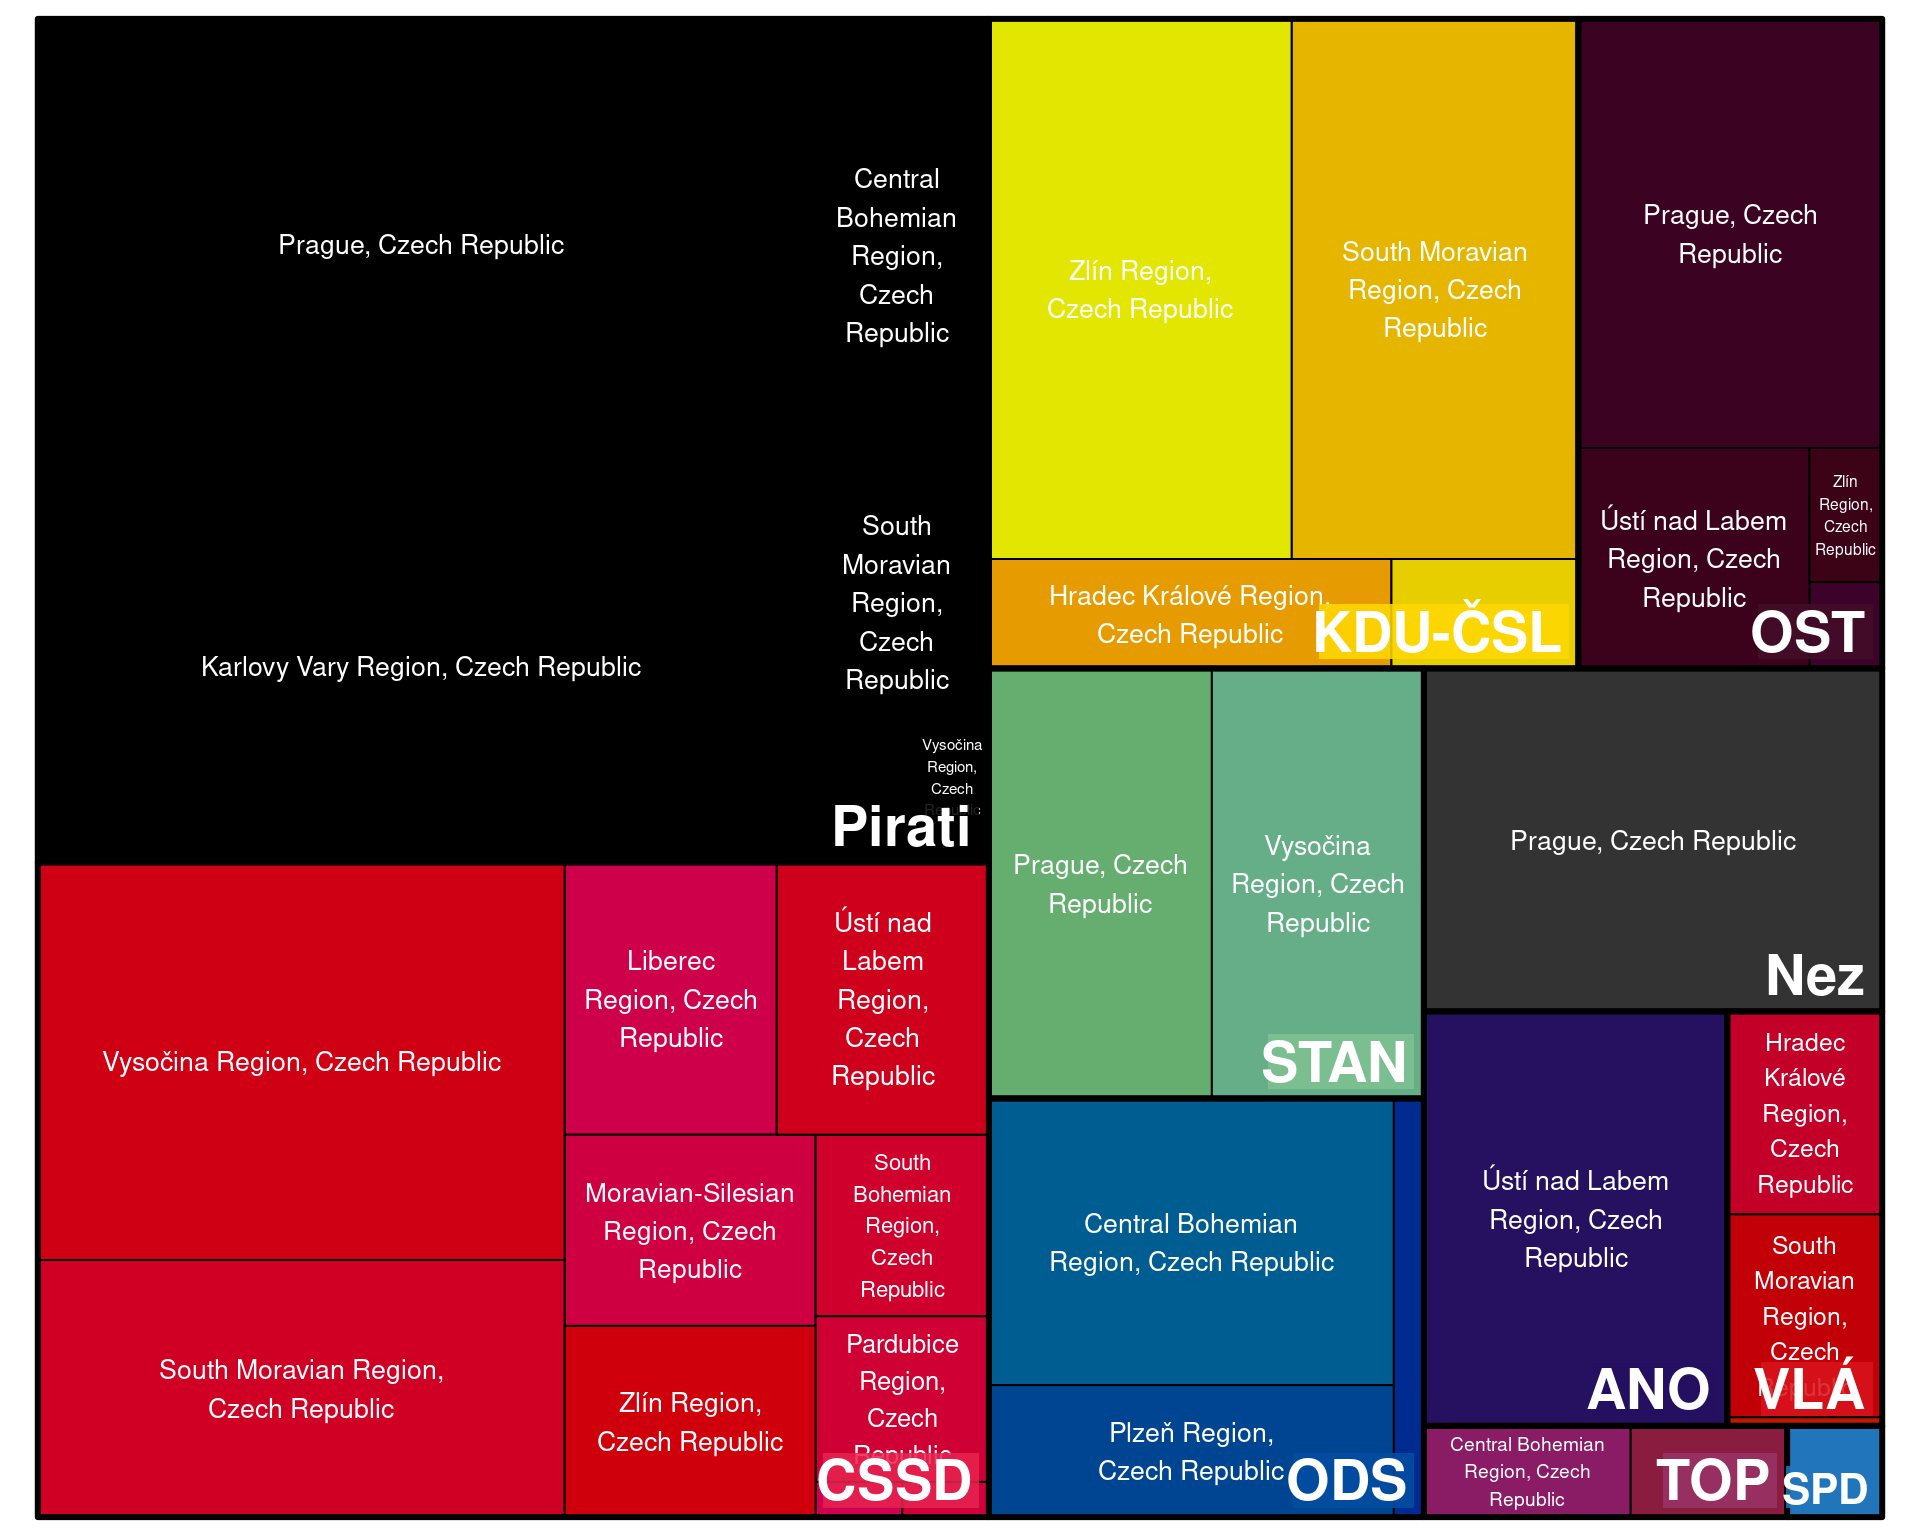 Prague, Czech Republic
Central
Bohemian
Region,
Czech
Republic
Karlovy Vary Region, Czech Republic
South
Moravian
Region,
Czech
Republic
Vysočina
Region,
Czech
Republic
Pirati
Vysočina Region, Czech Republic
South Moravian Region,
Czech Republic
Liberec
Region, Czech
Republic
Ústí nad
Labem
Region,
Czech
Republic
Moravian-Silesian
Region, Czech
Republic
South
Bohemian
Region,
Czech
Republic
Zlín Region,
Czech Republic
Pardubice
Region,
Czech
Republic
CSSD
Zlín Region,
Czech Republic
South Moravian
Region, Czech
Republic
Hradec Králové Region,
Czech Republic
KDU-ČSL
Prague, Czech
Republic
Ústí nad Labem
Region, Czech
Republic
Zlín
Region,
Czech
Republic
OST
Prague, Czech
Republic
Vysočina
Region, Czech
Republic
STAN
Prague, Czech Republic
Nez
Central Bohemian
Region, Czech Republic
Plzeň Region,
Czech Republic
ODS
Ústí nad Labem
Region, Czech
Republic
ANO
Hradec
Králové
Region,
Czech
Republic
South
Moravian
Region,
Czech
Republic
VLÁ
Central Bohemian
Region, Czech
Republic
TOP
SPD